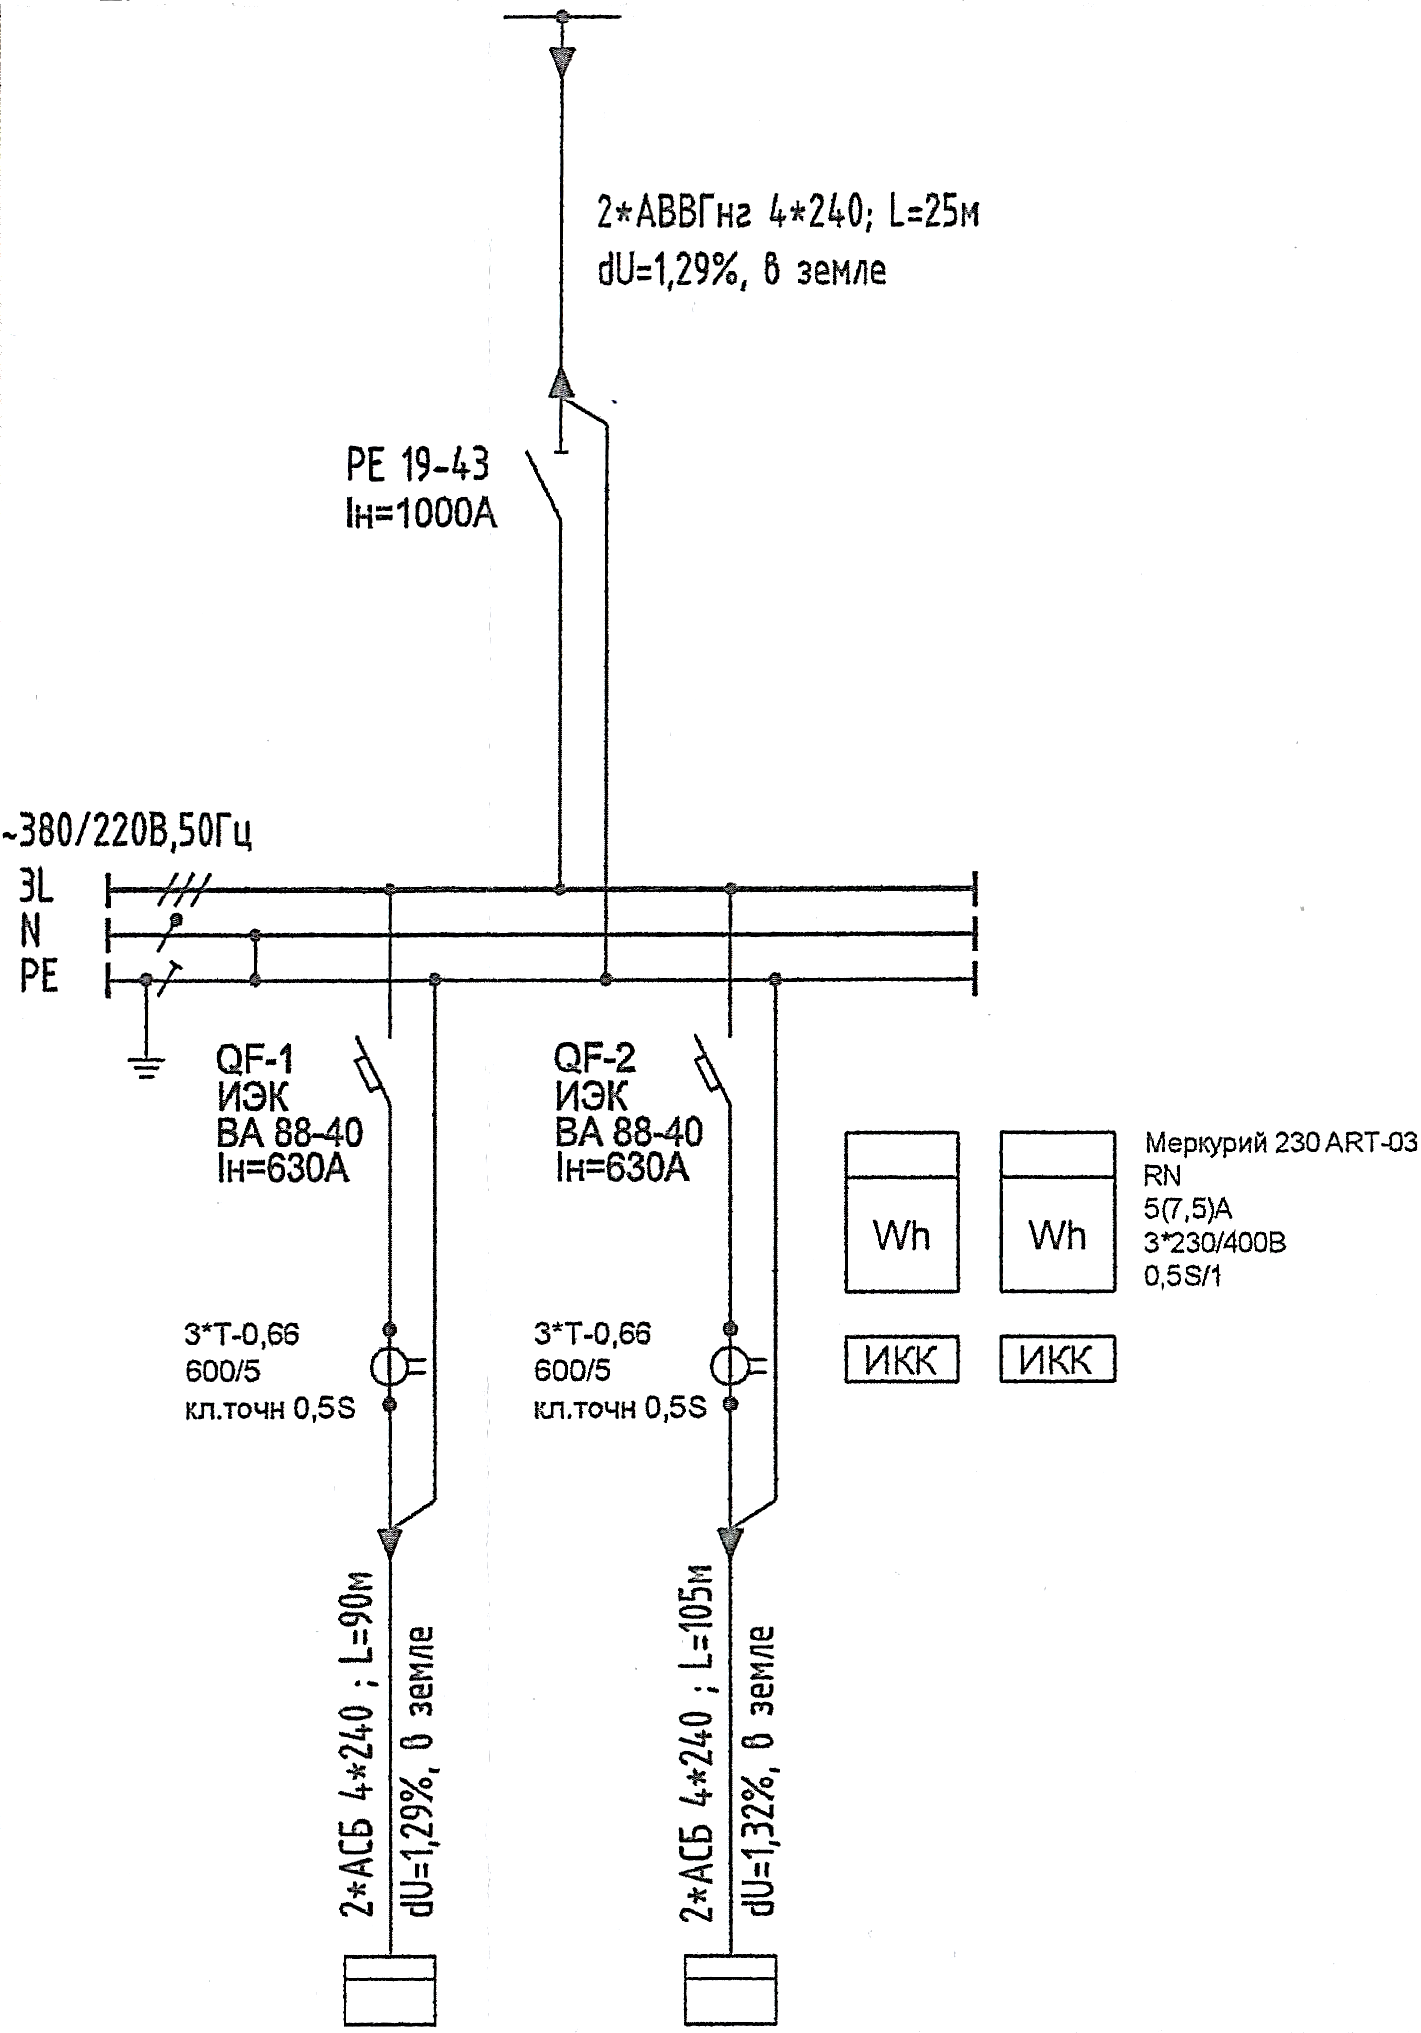 2*АВВГнг 4*240; L=25м
dU=1,29%, в земле
РЕ 19-43
Iн=1000А
~380/220В,50Гц
3L
N
PE
QF-1
ИЭК
ВА 88-40
Iн=630А
QF-2
ИЭК
ВА 88-40
Iн=630А
Wh
Wh
Меркурий 230 ART-03
RN
5(7,5)А
3*230/400В
0,5S/1
3*Т-0,66
600/5
кл.точн 0,5S
3*Т-0,66
600/5
кл.точн 0,5S
ИКК
ИКК
2*АСБ 4*240 ; L=90м
dU=1,29%, в земле
2*АСБ 4*240 ; L=105м
dU=1,32%, в земле